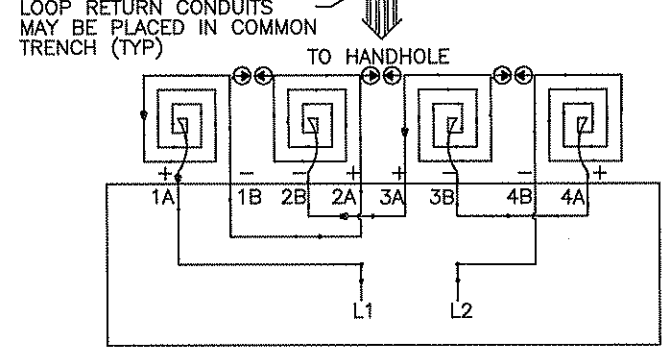 LOOP RETURN CONDUITS
MAY BE PLACED IN COMMON
TRENCH (TYP)
TO HANDHOLE
+ − − + + − − +
1A 1B 2B 2A 3A 3B 4B 4A
L1 L2